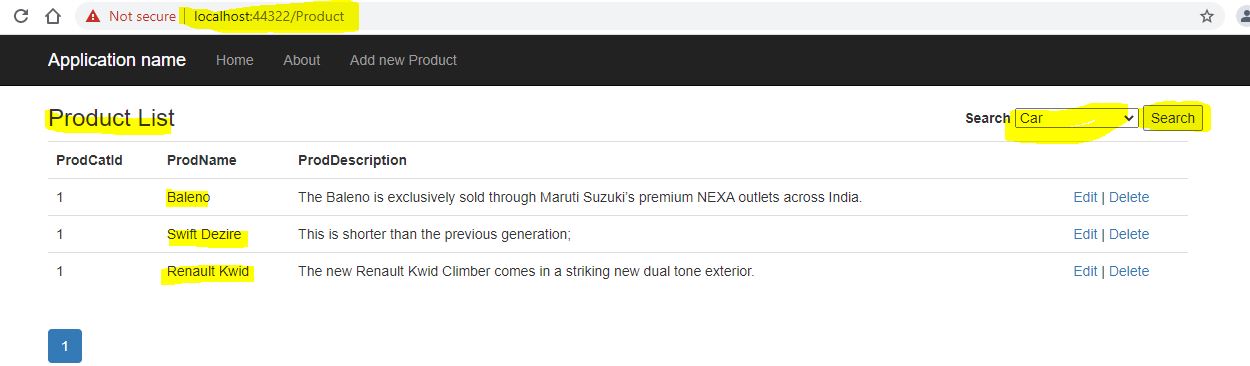 Not secure localhost:44322/Product
Application name Home About Add new Product
Product List Search Car Search
ProdCatId ProdName ProdDescription
1 Baleno The Baleno is exclusively sold through Maruti Suzuki’s premium NEXA outlets across India. Edit | Delete
1 Swift Dezire This is shorter than the previous generation; Edit | Delete
1 Renault Kwid The new Renault Kwid Climber comes in a striking new dual tone exterior. Edit | Delete
1